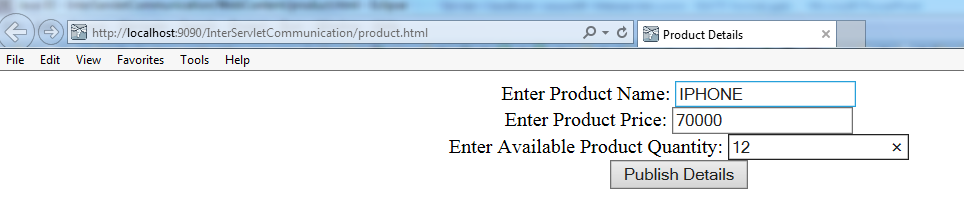 http://localhost:9090/InterServletCommunication/product.html
Product Details
File Edit View Favorites Tools Help
Enter Product Name: IPHONE
Enter Product Price: 70000
Enter Available Product Quantity: 12
Publish Details